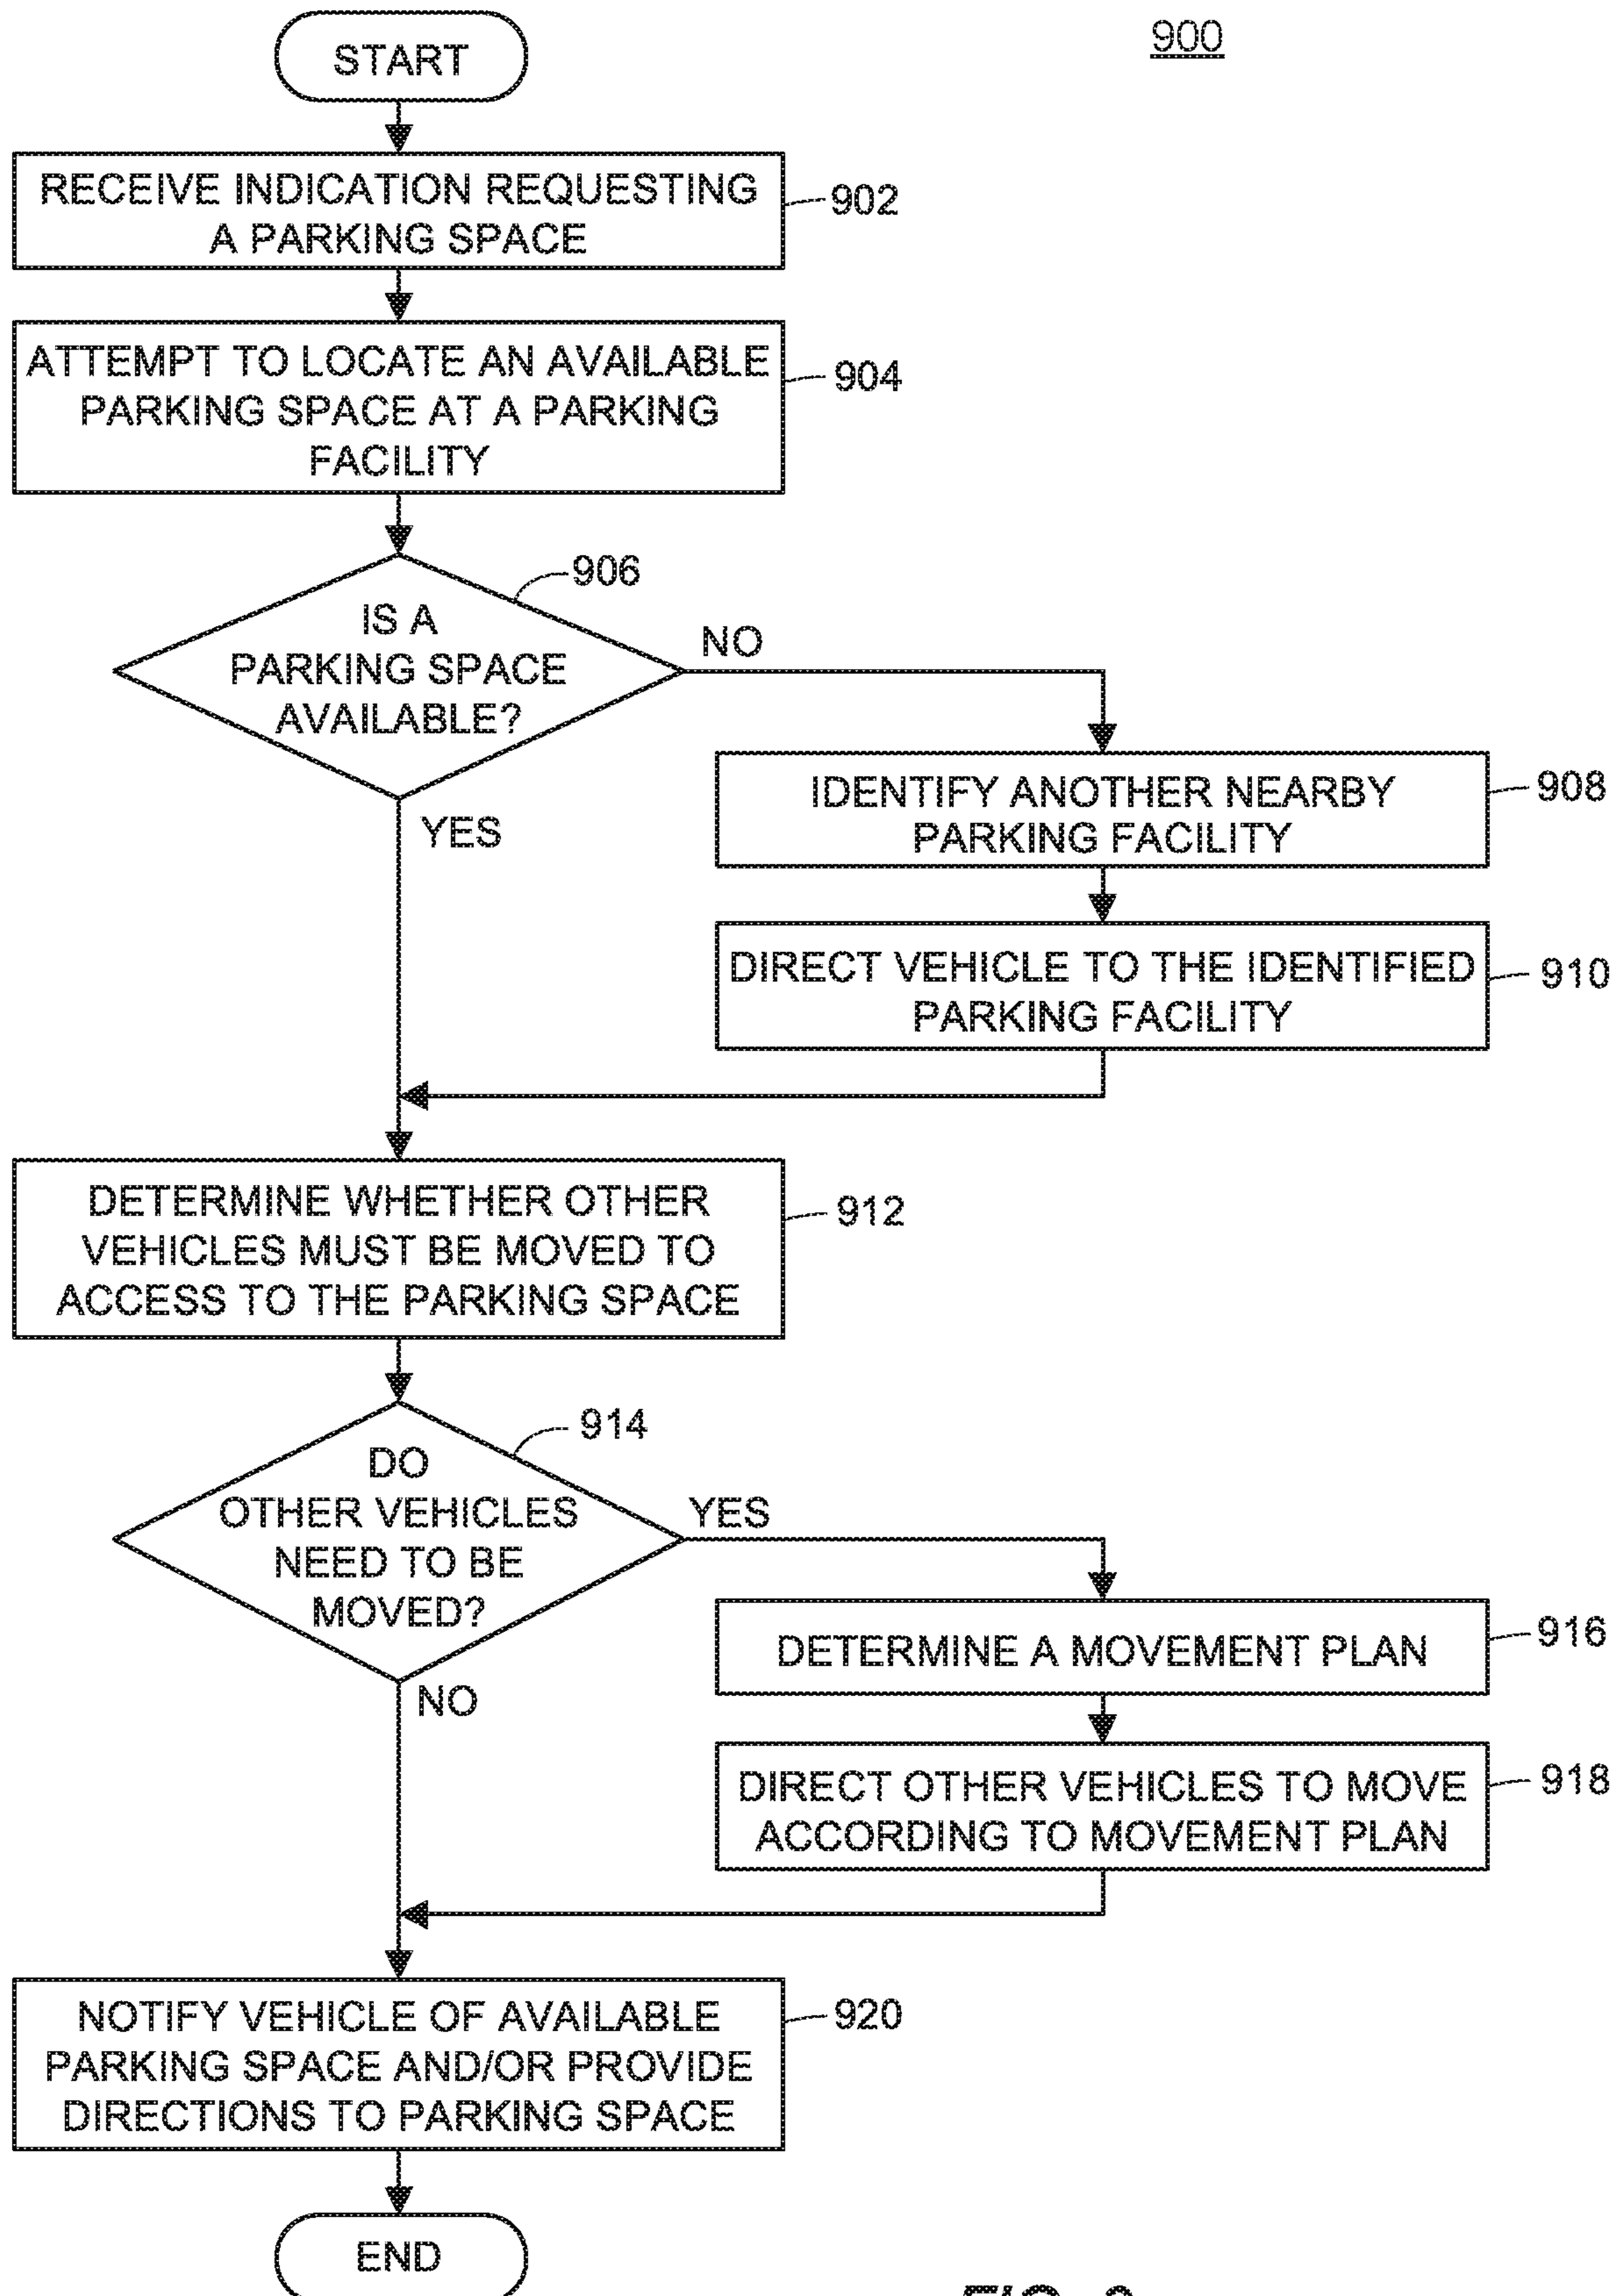 900
START
RECEIVE INDICATION REQUESTING
A PARKING SPACE
902
ATTEMPT TO LOCATE AN AVAILABLE
PARKING SPACE AT A PARKING
FACILITY
904
906
IS A
PARKING SPACE
AVAILABLE?
NO
YES
IDENTIFY ANOTHER NEARBY
PARKING FACILITY
908
DIRECT VEHICLE TO THE IDENTIFIED
PARKING FACILITY
910
DETERMINE WHETHER OTHER
VEHICLES MUST BE MOVED TO
ACCESS TO THE PARKING SPACE
912
914
DO
OTHER VEHICLES
NEED TO BE
MOVED?
YES
NO
DETERMINE A MOVEMENT PLAN
916
DIRECT OTHER VEHICLES TO MOVE
ACCORDING TO MOVEMENT PLAN
918
NOTIFY VEHICLE OF AVAILABLE
PARKING SPACE AND/OR PROVIDE
DIRECTIONS TO PARKING SPACE
920
END